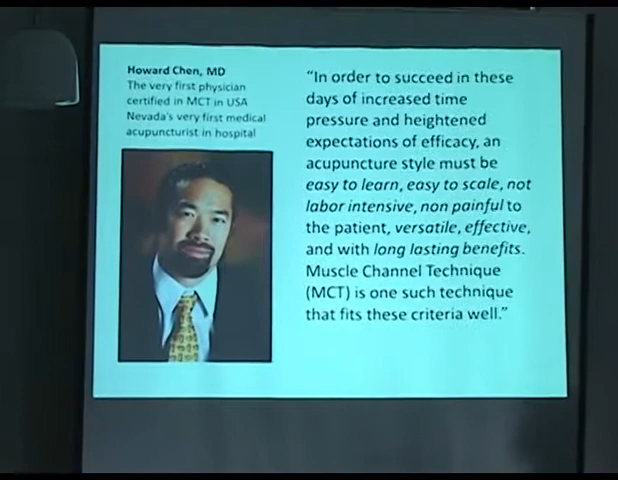 Howard Chen, MD
The very first physician
certified in MCT in USA
Nevada's very first medical
acupuncturist in hospital
“In order to succeed in these
days of increased time
pressure and heightened
expectations of efficacy, an
acupuncture style must be
easy to learn, easy to scale, not
labor intensive, non painful to
the patient, versatile, effective,
and with long lasting benefits.
Muscle Channel Technique
(MCT) is one such technique
that fits these criteria well.”